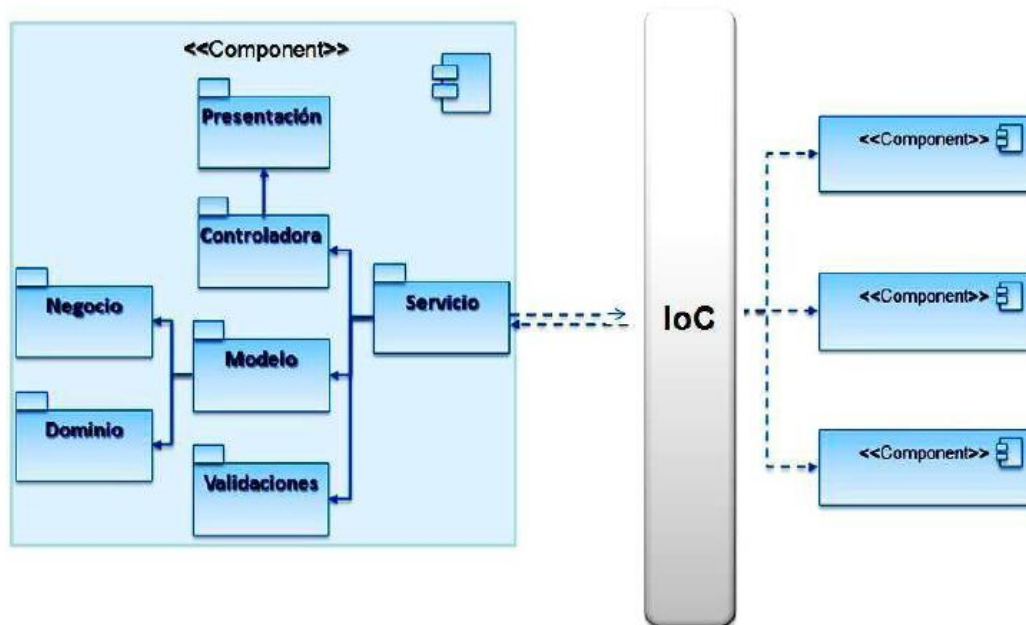 <<Component>>
Presentación
Controladora
Negocio
Servicio
Modelo
Dominio
Validaciones
IoC
<<Component>>
<<Component>>
<<Component>>